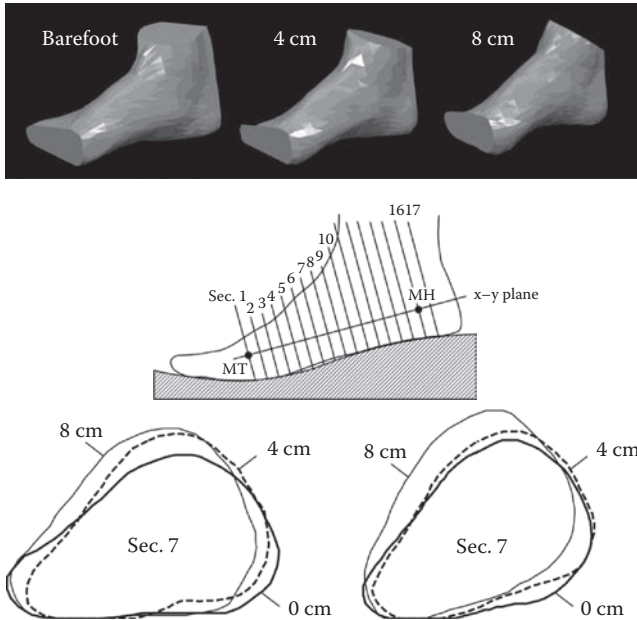 Barefoot 4 cm 8 cm
1617
10
9
8
7
6
5
4
3
2
Sec. 1
MH
x–y plane
MT
8 cm
4 cm
Sec. 7
0 cm
8 cm
4 cm
Sec. 7
0 cm